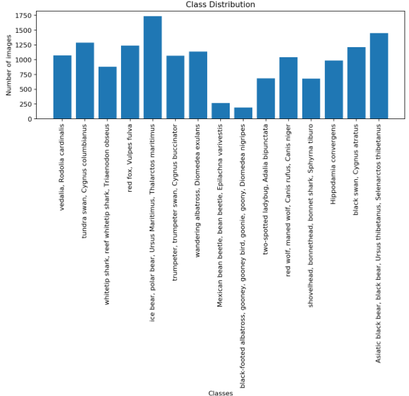 Class Distribution
Number of images
1750
1500
1250
1000
750
500
250
0
vedalia, Rodolia cardinalis
tundra swan, Cygnus columbianus
whitetip shark, reef whitetip shark, Triaenodon obseus
red fox, Vulpes fulva
ice bear, polar bear, Ursus Maritimus, Thalarctos maritimus
trumpeter, trumpeter swan, Cygnus buccinator
wandering albatross, Diomedea exulans
Mexican bean beetle, bean beetle, Epilachna varivestis
black-footed albatross, gooney, gooney bird, goonie, goony, Diomedea nigripes
two-spotted ladybug, Adalia bipunctata
red wolf, maned wolf, Canis rufus, Canis niger
shovelhead, bonnethead, bonnet shark, Sphyrna tiburo
Hippodamia convergens
black swan, Cygnus atratus
Asiatic black bear, black bear, Ursus thibetanus, Selenarctos thibetanus
Classes